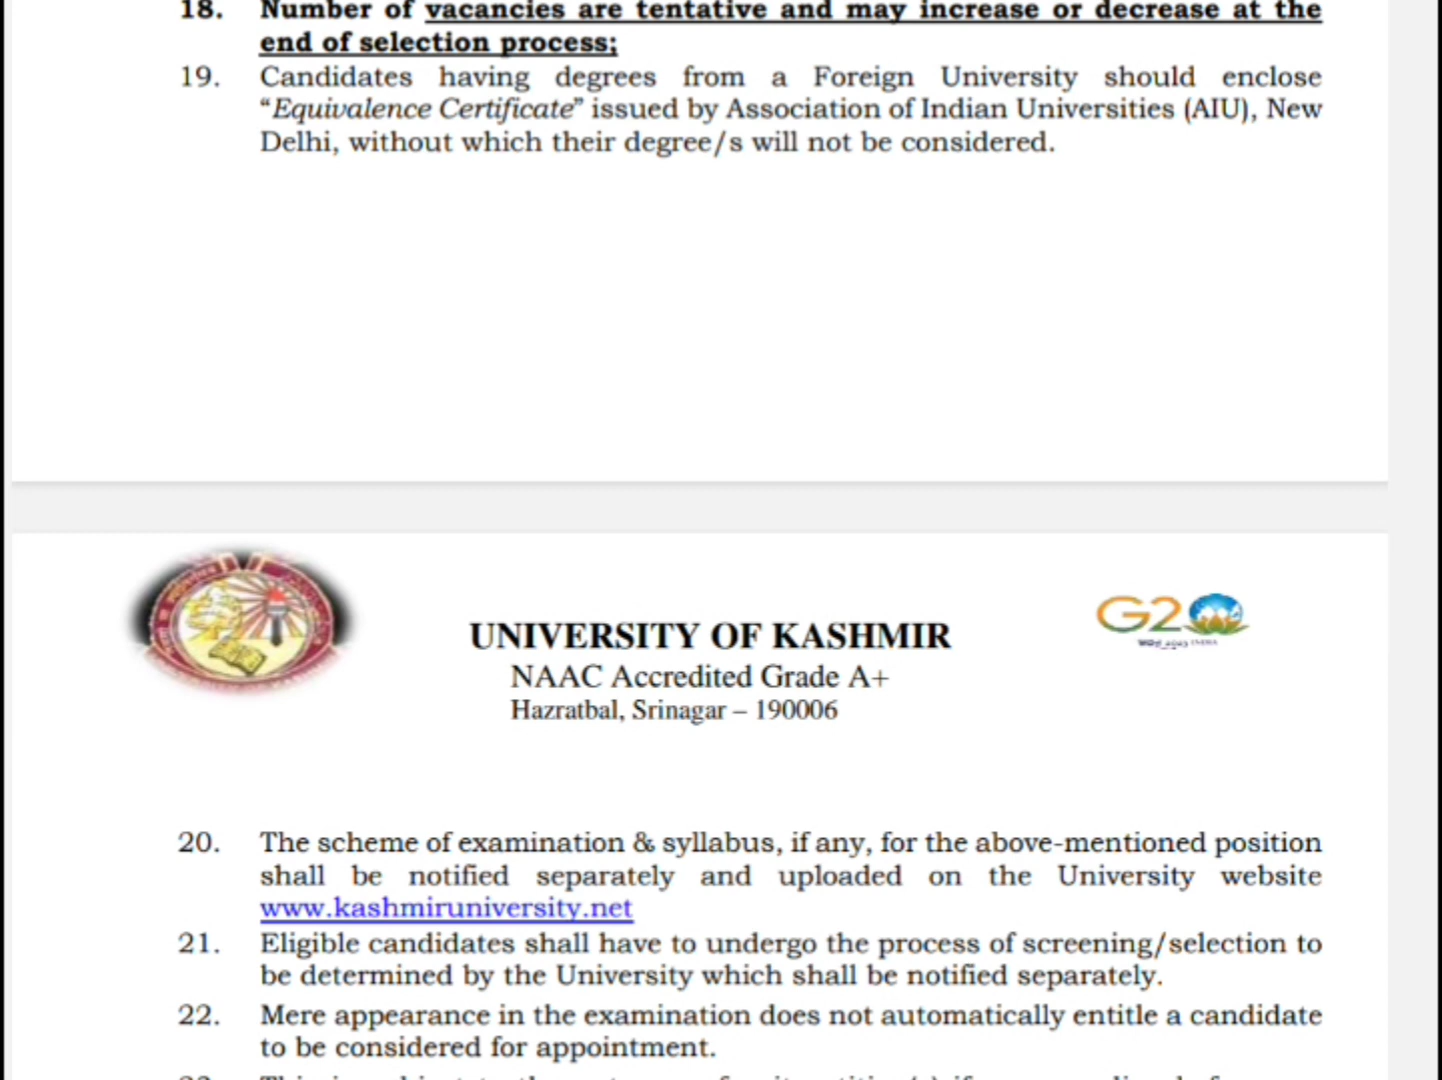 18. Number of vacancies are tentative and may increase or decrease at the
end of selection process;
19. Candidates having degrees from a Foreign University should enclose
“Equivalence Certificate” issued by Association of Indian Universities (AIU), New
Delhi, without which their degree/s will not be considered.
G20
UNIVERSITY OF KASHMIR
NAAC Accredited Grade A+
Hazratbal, Srinagar – 190006
20. The scheme of examination & syllabus, if any, for the above-mentioned position
shall be notified separately and uploaded on the University website
www.kashmiruniversity.net
21. Eligible candidates shall have to undergo the process of screening/selection to
be determined by the University which shall be notified separately.
22. Mere appearance in the examination does not automatically entitle a candidate
to be considered for appointment.